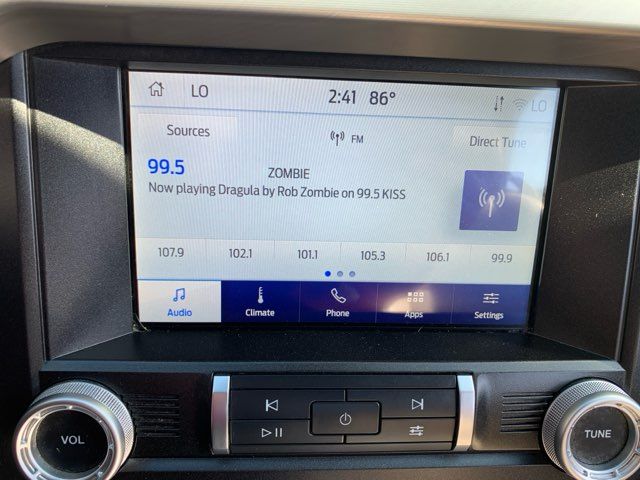 LO 2:41 86° LO
Sources FM Direct Tune
99.5 ZOMBIE
Now playing Dragula by Rob Zombie on 99.5 KISS
107.9 102.1 101.1 105.3 106.1 99.9
Audio Climate Phone Apps Settings
VOL TUNE